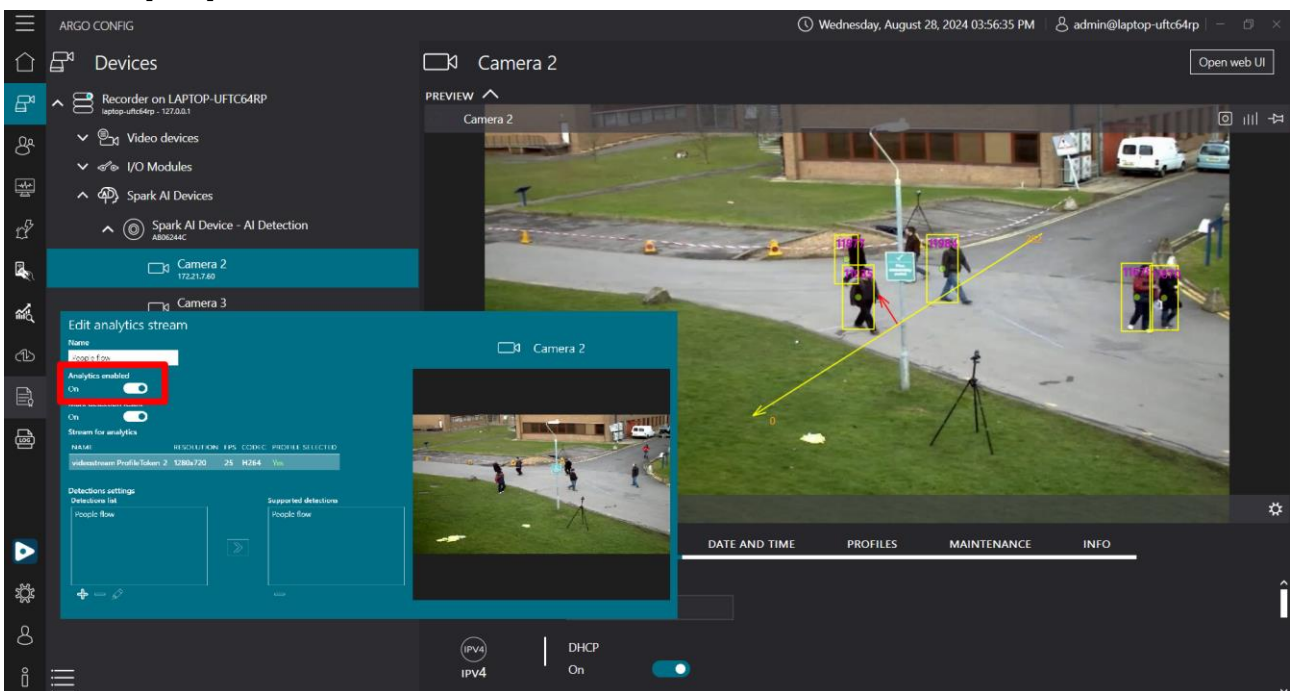 ARGO CONFIG
Wednesday, August 28, 2024 03:56:35 PM
admin@laptop-uftc64rp
Devices
Camera 2
Open web UI
Recorder on LAPTOP-UFTC64RP
laptop-uftc64rp - 127.0.0.1
PREVIEW
Camera 2
Video devices
I/O Modules
Spark AI Devices
Spark AI Device - AI Detection
AB06244C
Camera 2
172.21.7.60
Camera 3
Edit analytics stream
Name
People flow
Camera 2
Analytics enabled
On
On
Stream for analytics
NAME RESOLUTION FPS CODEC PROFILE SELECTED
videostream ProfileToken 2 1280x720 25 H264 Yes
Detections settings
Detections list
Supported detections
People flow
People flow
0
DATE AND TIME
PROFILES
MAINTENANCE
INFO
IPV4
IPV4
DHCP
On
LOG